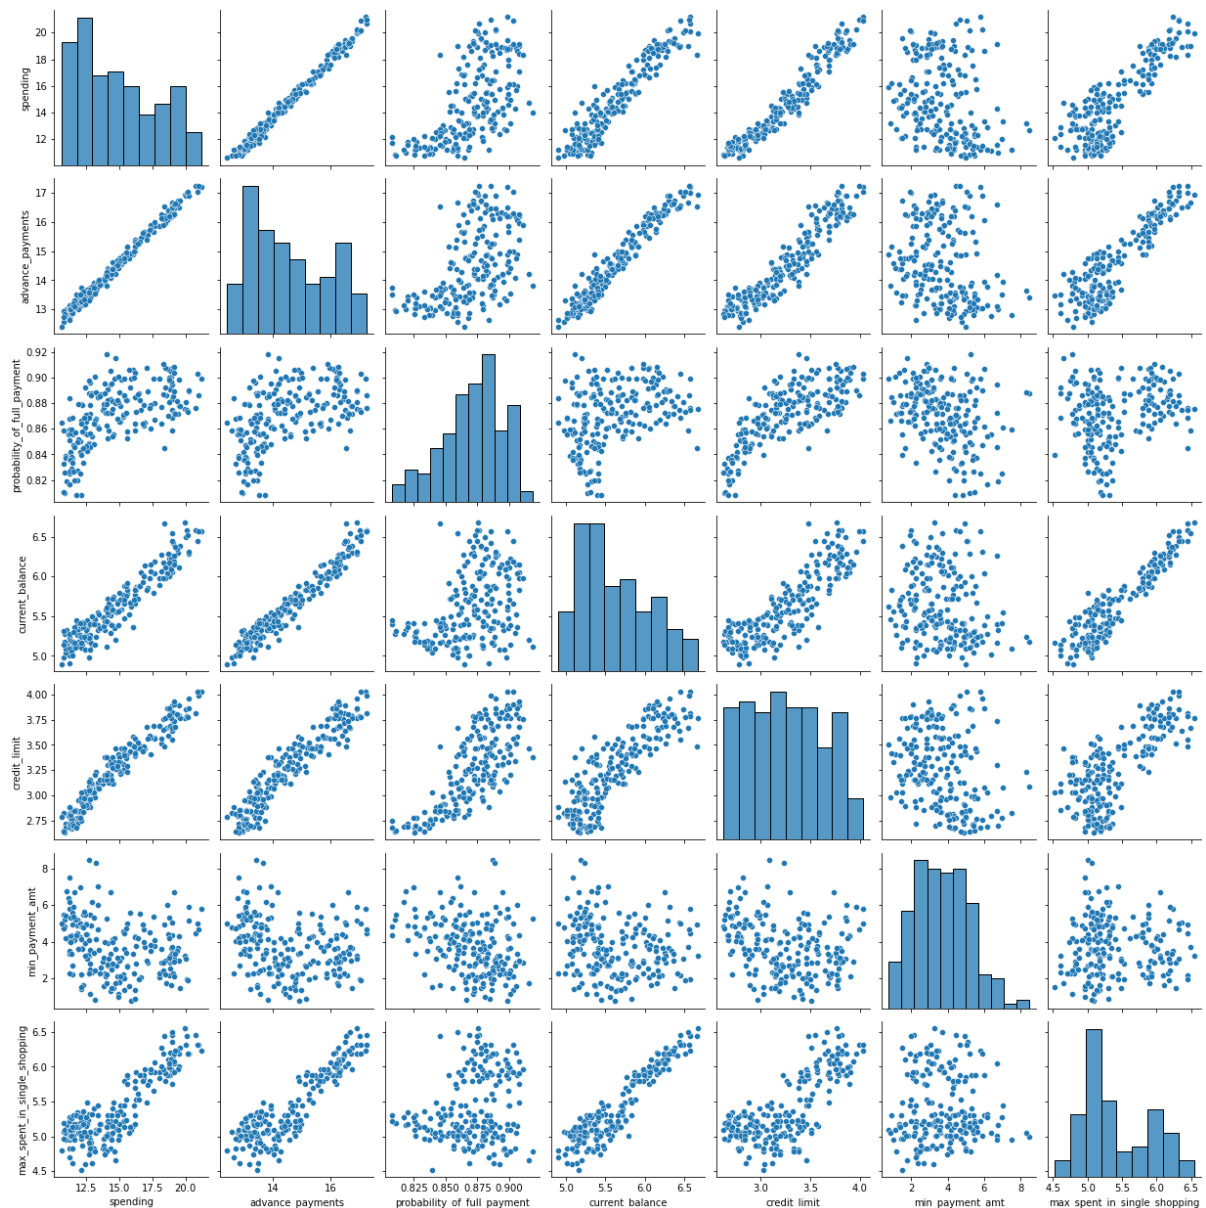 20
18
16
14
12
spending
17
16
15
14
13
advance_payments
0.92
0.90
0.88
0.86
0.84
0.82
probability_of_full_payment
6.5
6.0
5.5
5.0
current_balance
4.00
3.75
3.50
3.25
3.00
2.75
credit_limit
8
6
4
2
min_payment_amt
6.5
6.0
5.5
5.0
4.5
max_spent_in_single_shopping
12.5 15.0 17.5 20.0
spending
14 16
advance_payments
0.825 0.850 0.875 0.900
probability_of_full_payment
5.0 5.5 6.0 6.5
current_balance
3.0 3.5 4.0
credit_limit
2 4 6 8
min_payment_amt
4.5 5.0 5.5 6.0 6.5
max_spent_in_single_shopping